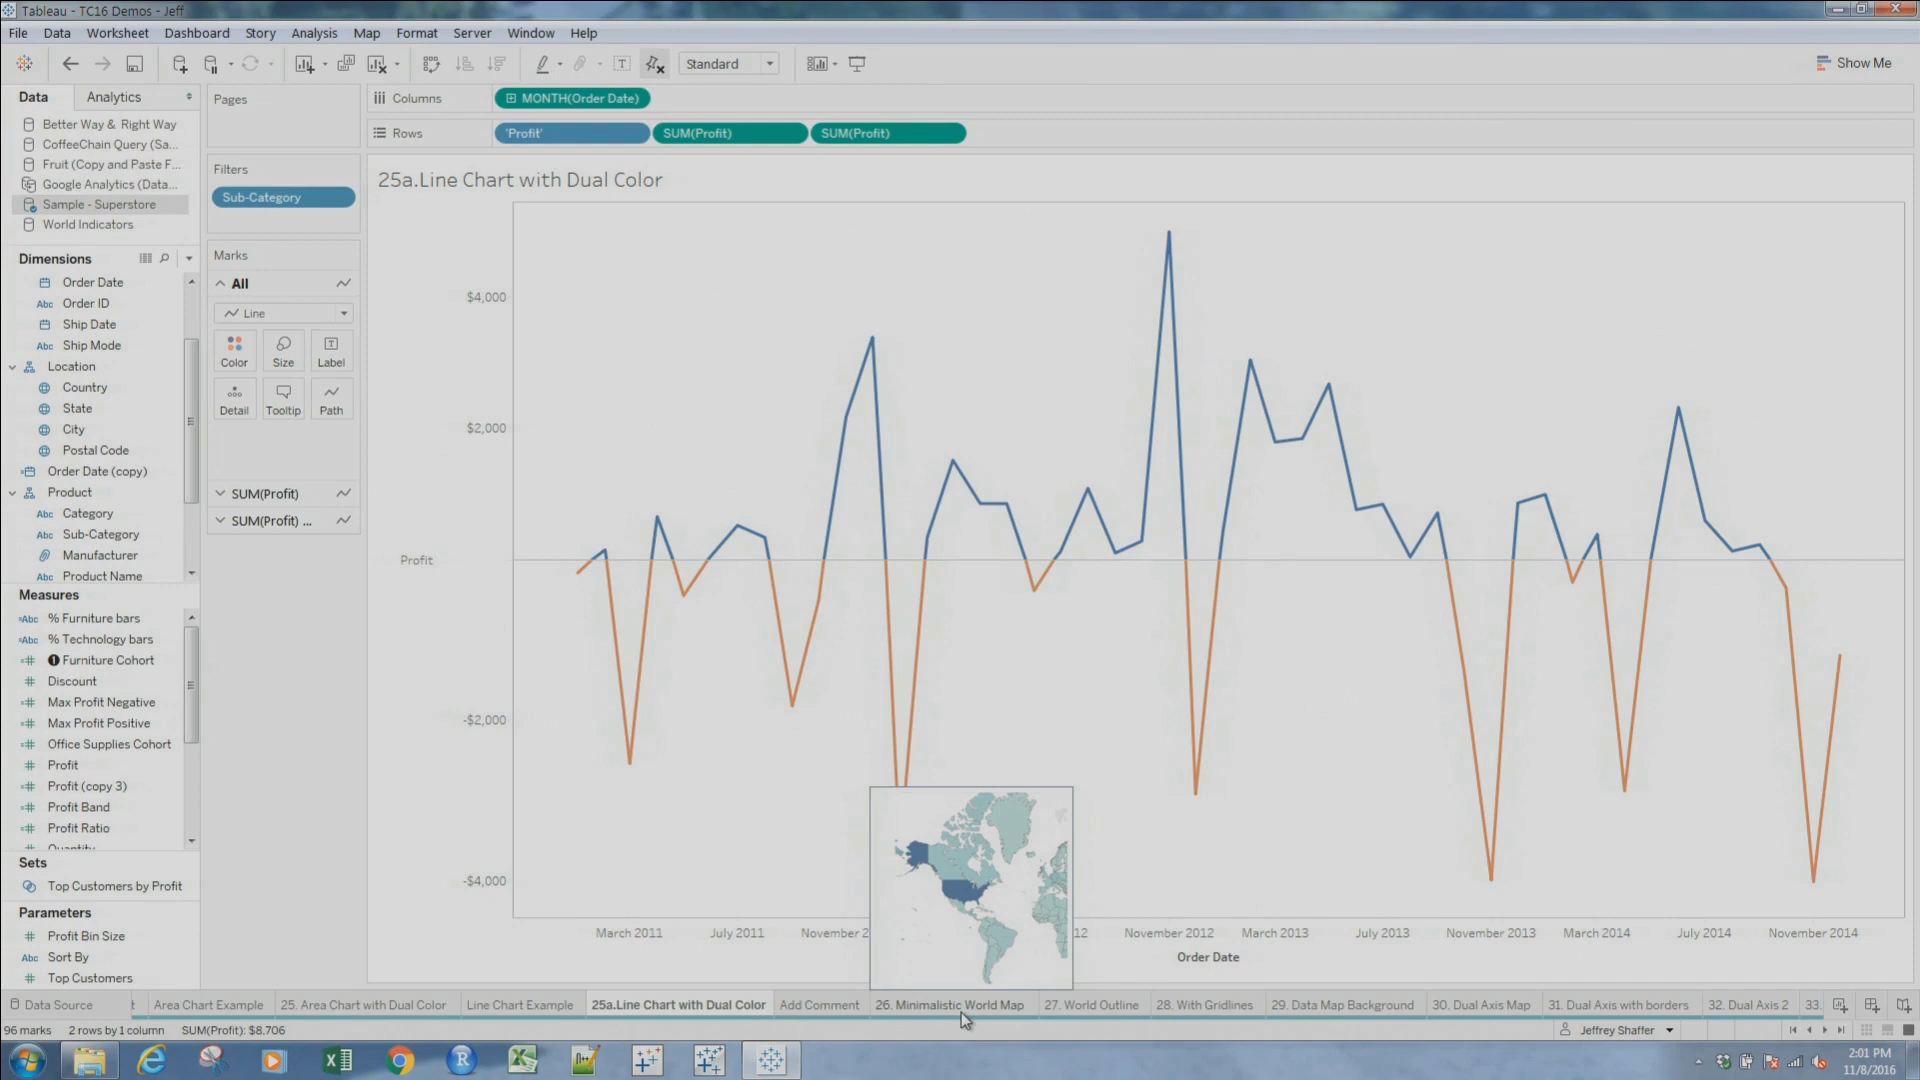 Tableau - TC16 Demos - Jeff
File Data Worksheet Dashboard Story Analysis Map Format Server Window Help
Standard
Show Me
Data Analytics
Better Way & Right Way
CoffeeChain Query (Sa...
Fruit (Copy and Paste F...
Google Analytics (Data...
Sample - Superstore
World Indicators
Dimensions
Order Date
Abc Order ID
Ship Date
Abc Ship Mode
Location
Country
State
City
Postal Code
Order Date (copy)
Product
Abc Category
Abc Sub-Category
Manufacturer
Abc Product Name
Measures
=Abc % Furniture bars
=Abc % Technology bars
=# ❶ Furniture Cohort
# Discount
=# Max Profit Negative
=# Max Profit Positive
=# Office Supplies Cohort
# Profit
=# Profit (copy 3)
=# Profit Band
=# Profit Ratio
Quantity
Sets
Top Customers by Profit
Parameters
# Profit Bin Size
Abc Sort By
# Top Customers
Pages
Filters
Sub-Category
Marks
All
Line
Color Size Label
Detail Tooltip Path
SUM(Profit)
SUM(Profit) ...
Columns MONTH(Order Date)
Rows 'Profit' SUM(Profit) SUM(Profit)
25a.Line Chart with Dual Color
$4,000
$2,000
Profit
-$2,000
-$4,000
March 2011 July 2011 November 2 12 November 2012 March 2013 July 2013 November 2013 March 2014 July 2014 November 2014
Order Date
Data Source t Area Chart Example 25. Area Chart with Dual Color Line Chart Example 25a.Line Chart with Dual Color Add Comment 26. Minimalistic World Map 27. World Outline 28. With Gridlines 29. Data Map Background 30. Dual Axis Map 31. Dual Axis with borders 32. Dual Axis 2 33.
96 marks 2 rows by 1 column SUM(Profit): $8,706 Jeffrey Shaffer
2:01 PM
11/8/2016